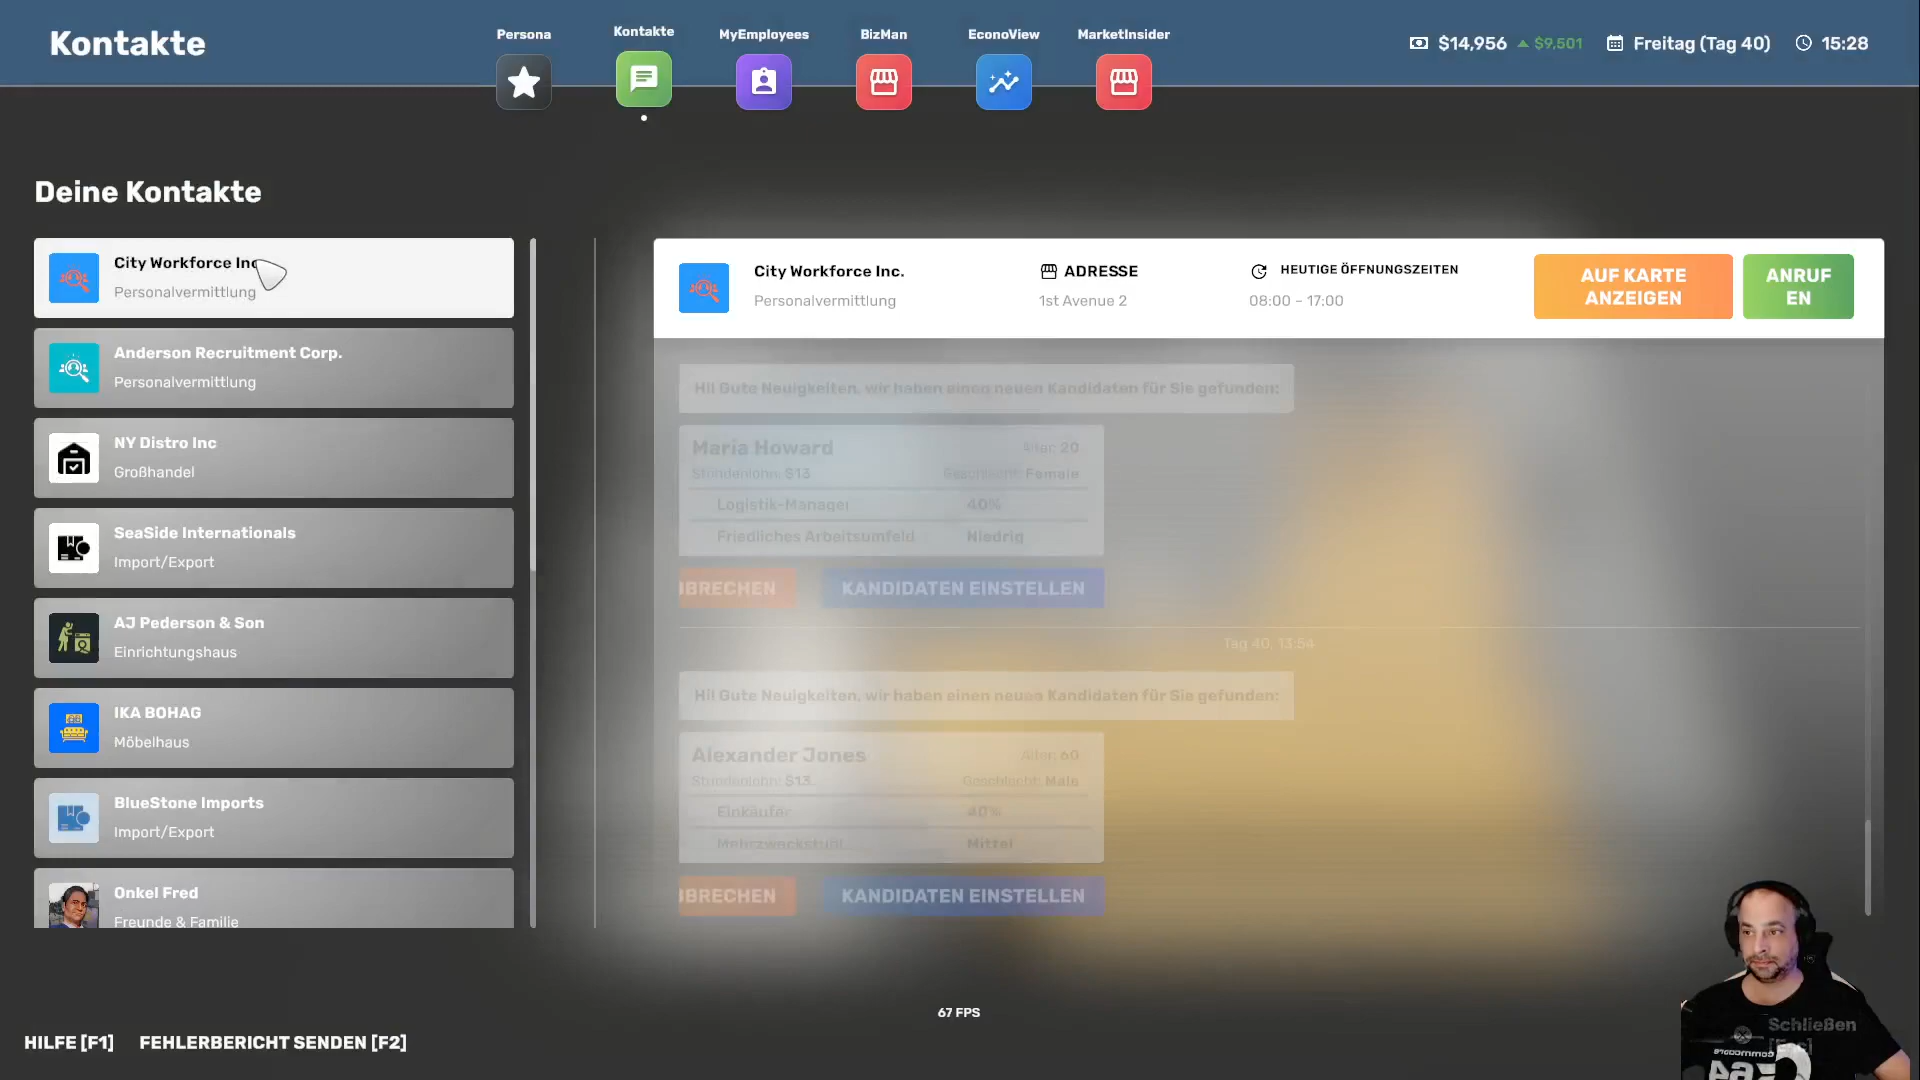 Kontakte
Persona
Kontakte
MyEmployees
BizMan
EconoView
MarketInsider
$14,956
$9,501
Freitag (Tag 40)
15:28
Deine Kontakte
City Workforce Inc
Personalvermittlung
Anderson Recruitment Corp.
Personalvermittlung
NY Distro Inc
Großhandel
SeaSide Internationals
Import/Export
AJ Pederson & Son
Einrichtungshaus
IKA BOHAG
Möbelhaus
BlueStone Imports
Import/Export
Onkel Fred
Freunde & Familie
City Workforce Inc.
Personalvermittlung
ADRESSE
1st Avenue 2
HEUTIGE ÖFFNUNGSZEITEN
08:00 - 17:00
AUF KARTE
ANZEIGEN
ANRUF
EN
Hi! Gute Neuigkeiten, wir haben einen neuen Kandidaten für Sie gefunden:
Maria Howard
Alter: 20
Stundenlohn: $13
Geschlecht: Female
Logistik-Manager
40%
Friedliches Arbeitsumfeld
Niedrig
BRECHEN
KANDIDATEN EINSTELLEN
Tag 40, 13:54
Hi! Gute Neuigkeiten, wir haben einen neuen Kandidaten für Sie gefunden:
Alexander Jones
Alter: 60
Stundenlohn: $13
Geschlecht: Male
Einkäufer
40%
Mehrzweckstuhl
Mittel
BRECHEN
KANDIDATEN EINSTELLEN
67 FPS
HILFE [F1]
FEHLERBERICHT SENDEN [F2]
Schließen